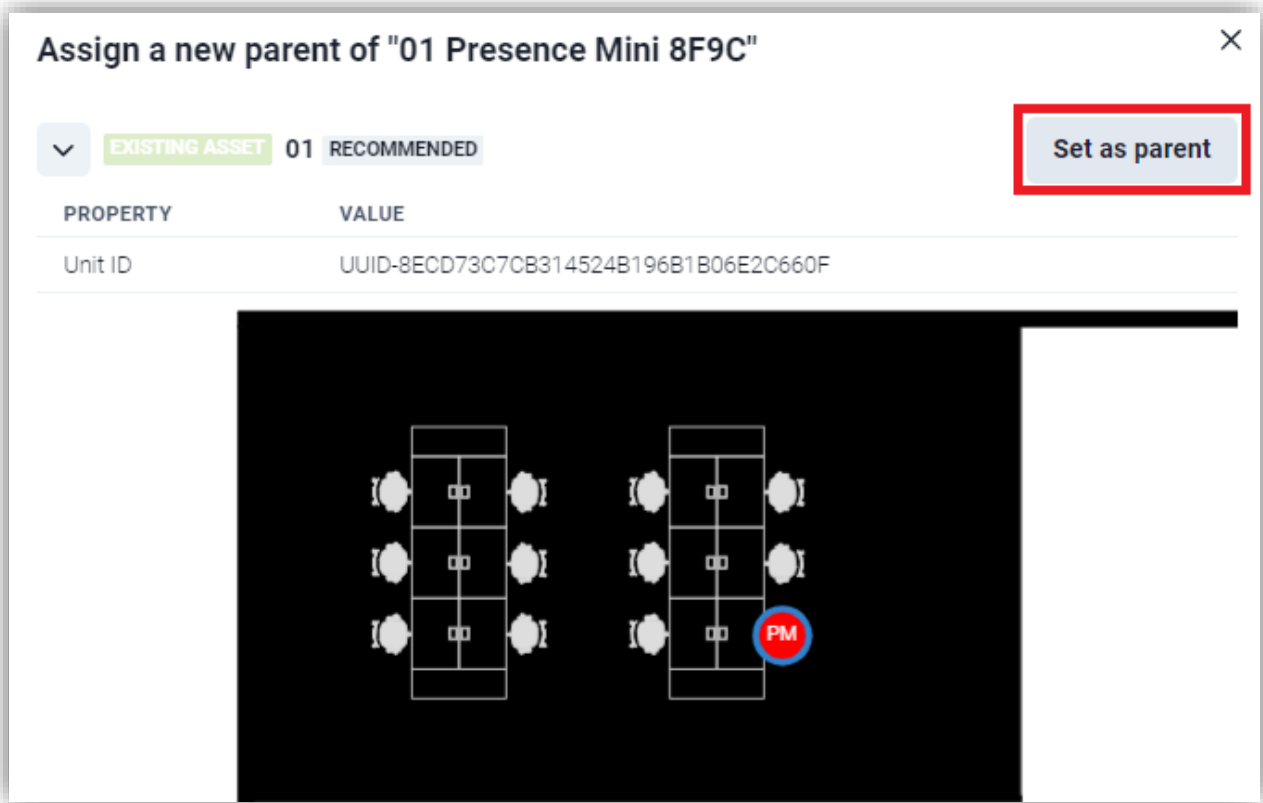 Assign a new parent of "01 Presence Mini 8F9C"
EXISTING ASSET 01 RECOMMENDED Set as parent
PROPERTY VALUE
Unit ID UUID-8ECD73C7CB314524B196B1B06E2C660F
PM